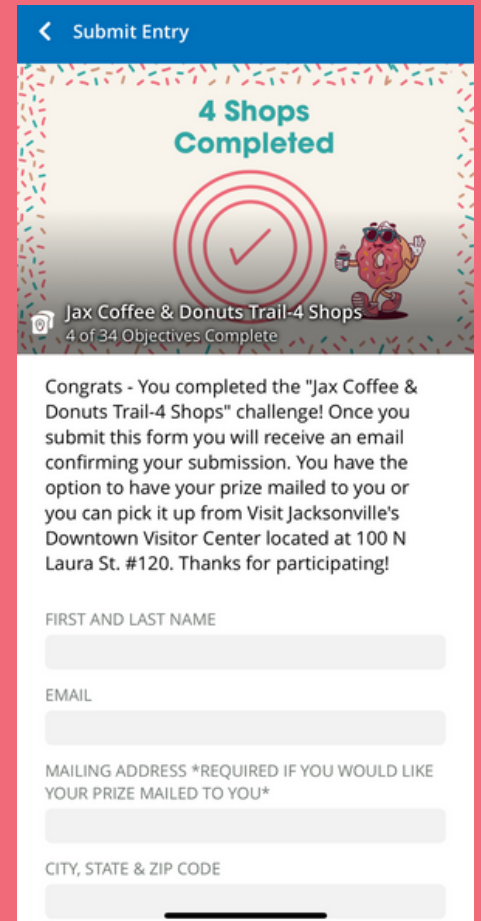 Submit Entry
4 Shops
Completed
Jax Coffee & Donuts Trail-4 Shops
4 of 34 Objectives Complete
Congrats - You completed the "Jax Coffee &
Donuts Trail-4 Shops" challenge! Once you
submit this form you will receive an email
confirming your submission. You have the
option to have your prize mailed to you or
you can pick it up from Visit Jacksonville's
Downtown Visitor Center located at 100 N
Laura St. #120. Thanks for participating!
FIRST AND LAST NAME
EMAIL
MAILING ADDRESS *REQUIRED IF YOU WOULD LIKE
YOUR PRIZE MAILED TO YOU*
CITY, STATE & ZIP CODE